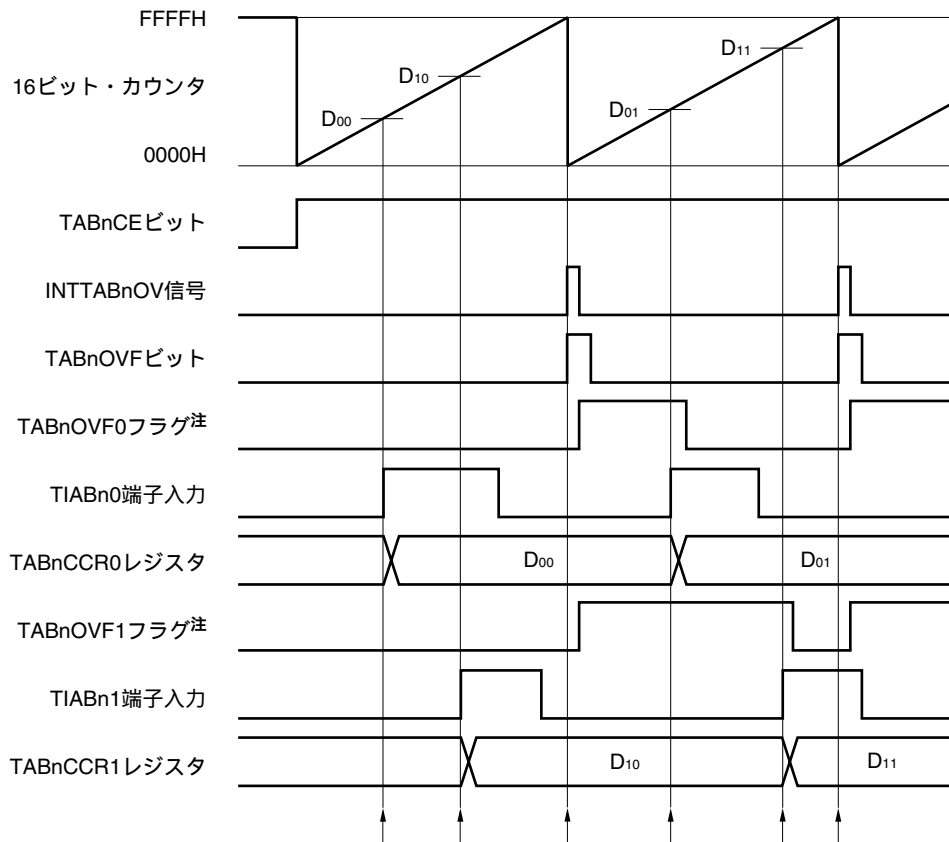 FFFFH
16ビット・カウンタ
0000H
D00
D10
D01
D11
TABnCEビット
INTTABnOV信号
TABnOVFビット
TABnOVF0フラグ注
TIABn0端子入力
TABnCCR0レジスタ
D00
D01
TABnOVF1フラグ注
TIABn1端子入力
TABnCCR1レジスタ
D10
D11